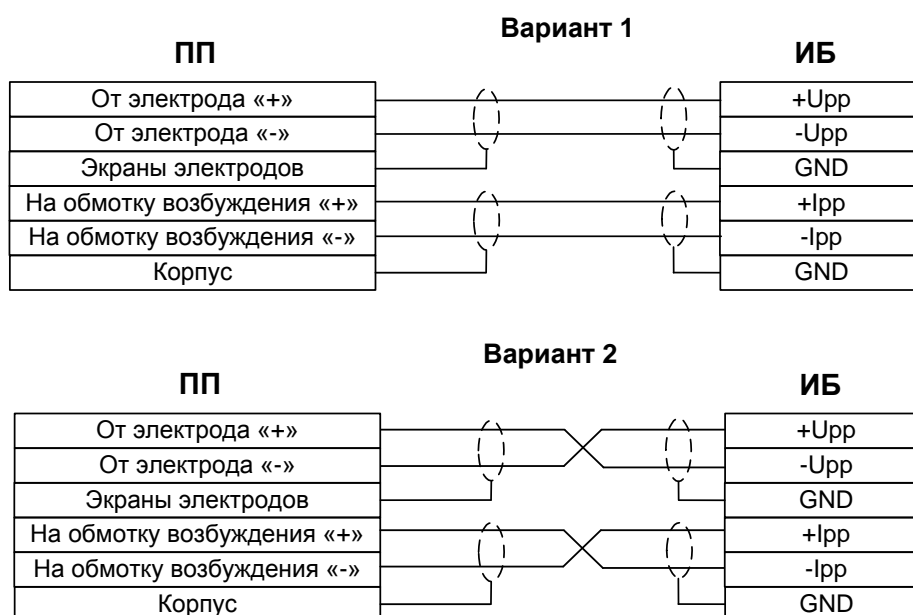 Вариант 1
ПП
ИБ
От электрода «+»
+Upp
От электрода «-»
-Upp
Экраны электродов
GND
На обмотку возбуждения «+»
+Ipp
На обмотку возбуждения «-»
-Ipp
Корпус
GND
Вариант 2
ПП
ИБ
От электрода «+»
+Upp
От электрода «-»
-Upp
Экраны электродов
GND
На обмотку возбуждения «+»
+Ipp
На обмотку возбуждения «-»
-Ipp
Корпус
GND